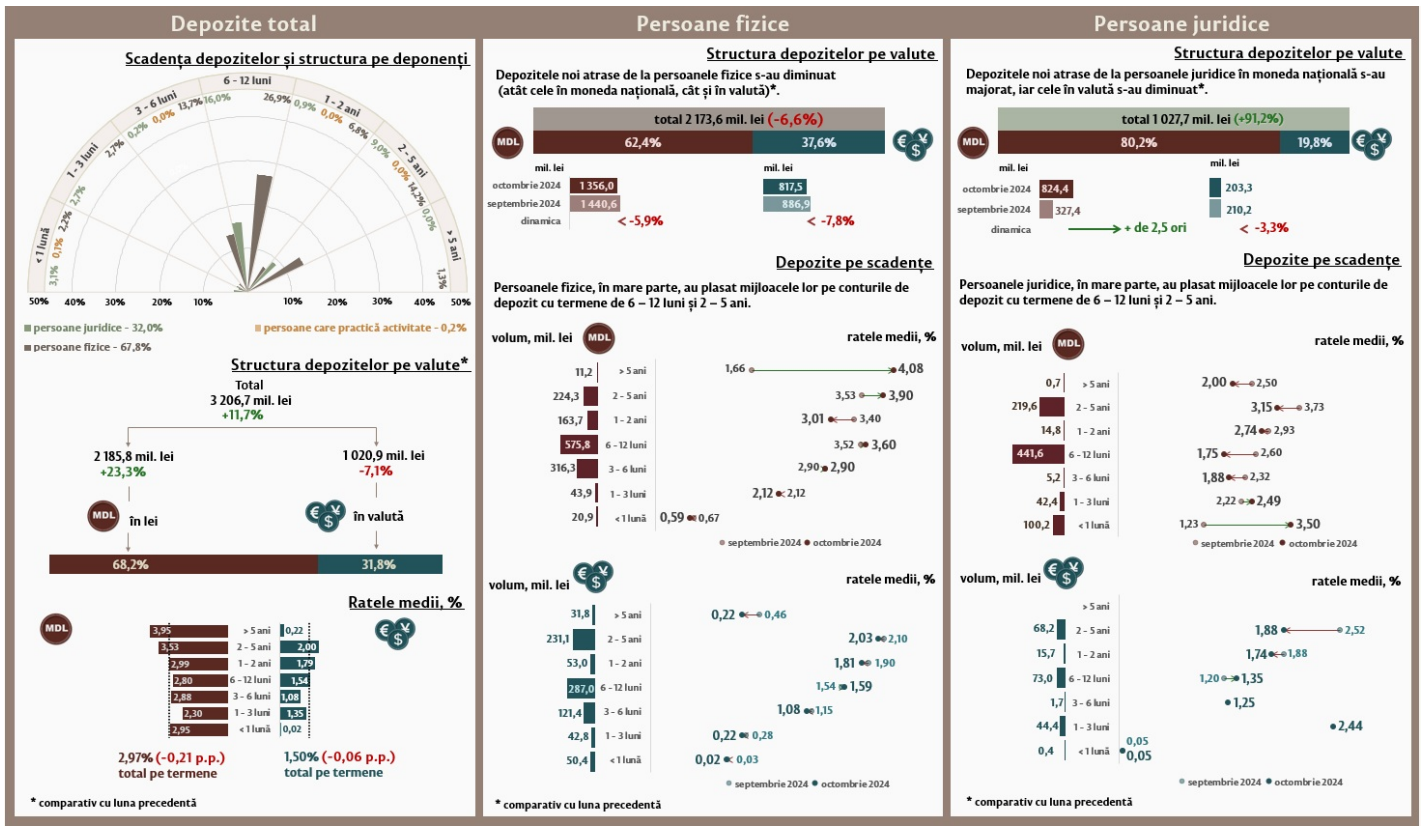 Depozite total
Scadența depozitelor și structura pe deponenți
< 1 lună
1 - 3 luni
3 - 6 luni
6 - 12 luni
1 - 2 ani
2 - 5 ani
> 5 ani
3,1%
0,1%
2,2%
2,7%
2,7%
0,2%
0,0%
13,7%
16,0%
26,9%
0,9%
0,0%
6,8%
9,0%
0,0%
14,2%
0,0%
1,3%
50% 40% 30% 20% 10% 10% 20% 30% 40% 50%
persoane juridice - 32,0%
persoane care practică activitate - 0,2%
persoane fizice - 67,8%
Structura depozitelor pe valute*
Total
3 206,7 mil. lei
+11,7%
2 185,8 mil. lei 1 020,9 mil. lei
+23,3% -7,1%
MDL în lei € ¥ $ în valută
68,2% 31,8%
Ratele medii, %
MDL € ¥ $
3,95 > 5 ani 0,22
3,53 2 - 5 ani 2,00
2,99 1 - 2 ani 1,79
2,80 6 - 12 luni 1,54
2,88 3 - 6 luni 1,08
2,30 1 - 3 luni 1,35
2,95 < 1 lună 0,02
2,97% (-0,21 p.p.) 1,50% (-0,06 p.p.)
total pe termene total pe termene
* comparativ cu luna precedentă
Persoane fizice
Structura depozitelor pe valute
Depozitele noi atrase de la persoanele fizice s-au diminuat
(atât cele în moneda națională, cât și în valută)*.
total 2 173,6 mil. lei (-6,6%)
MDL 62,4% 37,6% € ¥ $
mil. lei mil. lei
octombrie 2024 1 356,0 817,5
septembrie 2024 1 440,6 886,9
dinamica < -5,9% < -7,8%
Depozite pe scadențe
Persoanele fizice, în mare parte, au plasat mijloacele lor pe conturile de
depozit cu termene de 6 – 12 luni și 2 – 5 ani.
volum, mil. lei MDL ratele medii, %
11,2 > 5 ani 1,66 4,08
224,3 2 - 5 ani 3,53 3,90
163,7 1 - 2 ani 3,01 3,40
575,8 6 - 12 luni 3,52 3,60
316,3 3 - 6 luni 2,90 2,90
43,9 1 - 3 luni 2,12 2,12
20,9 < 1 lună 0,59 0,67
septembrie 2024 octombrie 2024
volum, mil. lei € ¥ $ ratele medii, %
31,8 > 5 ani 0,22 0,46
231,1 2 - 5 ani 2,03 2,10
53,0 1 - 2 ani 1,81 1,90
287,0 6 - 12 luni 1,54 1,59
121,4 3 - 6 luni 1,08 1,15
42,8 1 - 3 luni 0,22 0,28
50,4 < 1 lună 0,02 0,03
septembrie 2024 octombrie 2024
* comparativ cu luna precedentă
Persoane juridice
Structura depozitelor pe valute
Depozitele noi atrase de la persoanele juridice în moneda națională s-au
majorat, iar cele în valută s-au diminuat*.
total 1 027,7 mil. lei (+91,2%)
MDL 80,2% 19,8% € ¥ $
mil. lei mil. lei
octombrie 2024 824,4 203,3
septembrie 2024 327,4 210,2
dinamica + de 2,5 ori < -3,3%
Depozite pe scadențe
Persoanele juridice, în mare parte, au plasat mijloacele lor pe conturile de
depozit cu termene de 6 – 12 luni și 2 – 5 ani.
volum, mil. lei MDL ratele medii, %
0,7 > 5 ani 2,00 2,50
219,6 2 - 5 ani 3,15 3,73
14,8 1 - 2 ani 2,74 2,93
441,6 6 - 12 luni 1,75 2,60
5,2 3 - 6 luni 1,88 2,32
42,4 1 - 3 luni 2,22 2,49
100,2 < 1 lună 1,23 3,50
septembrie 2024 octombrie 2024
volum, mil. lei € ¥ $ ratele medii, %
> 5 ani
68,2 2 - 5 ani 1,88 2,52
15,7 1 - 2 ani 1,74 1,88
73,0 6 - 12 luni 1,20 1,35
1,7 3 - 6 luni 1,25
44,4 1 - 3 luni 2,44
0,4 < 1 lună 0,05 0,05
septembrie 2024 octombrie 2024
* comparativ cu luna precedentă